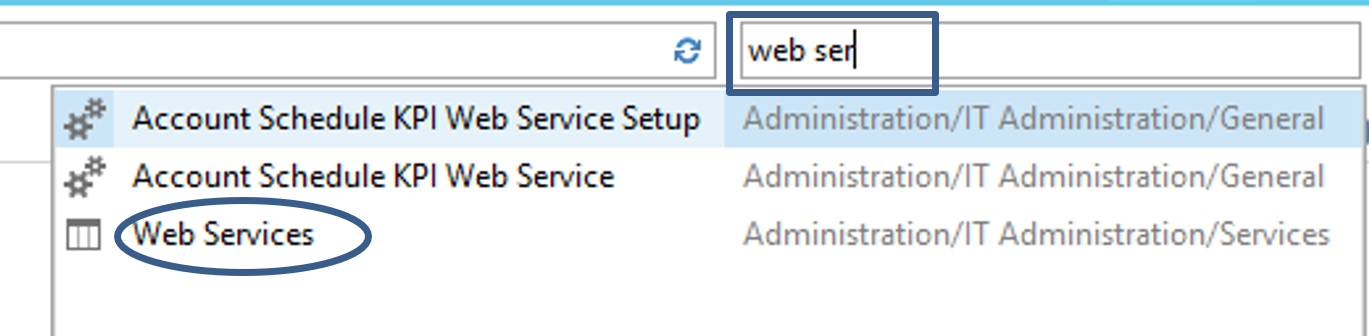 web ser
Account Schedule KPI Web Service Setup Administration/IT Administration/General
Account Schedule KPI Web Service Administration/IT Administration/General
Web Services Administration/IT Administration/Services